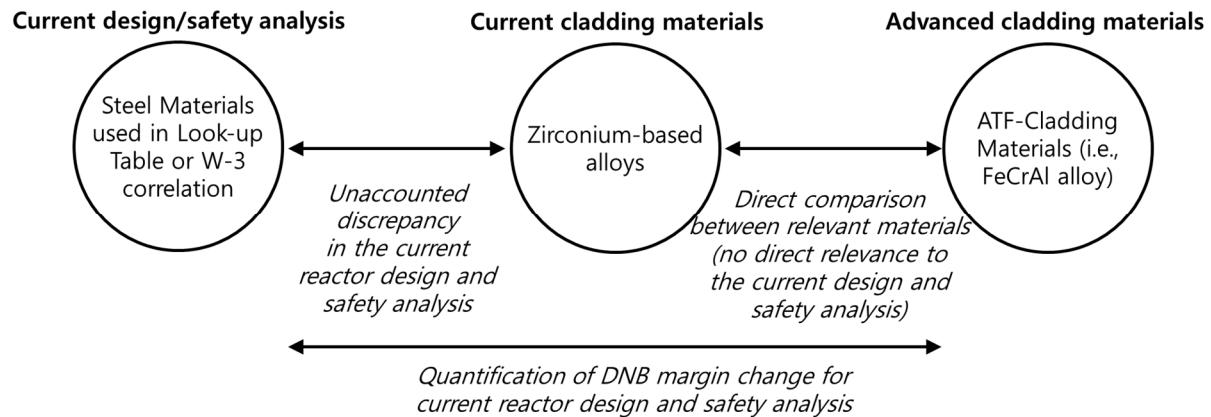 Current design/safety analysis
Current cladding materials
Advanced cladding materials
Steel Materials
used in Look-up
Table or W-3
correlation
Zirconium-based
alloys
ATF-Cladding
Materials (i.e.,
FeCrAl alloy)
Unaccounted
discrepancy
in the current
reactor design and
safety analysis
Direct comparison
between relevant materials
(no direct relevance to
the current design and
safety analysis)
Quantification of DNB margin change for
current reactor design and safety analysis